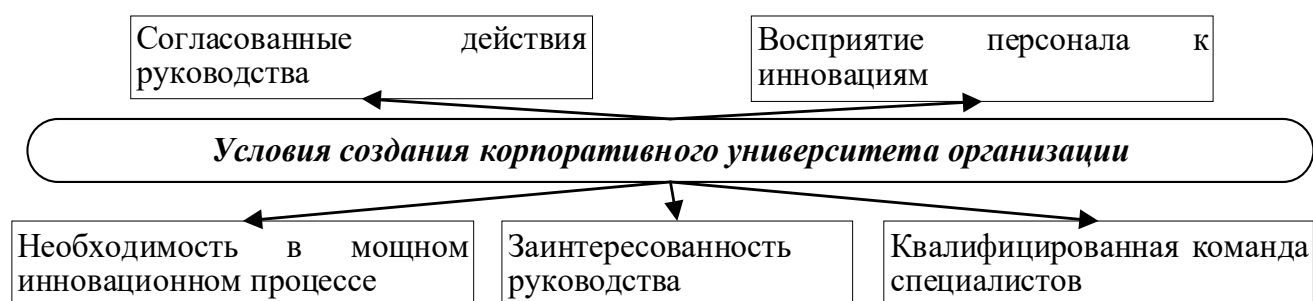 Согласованные действия
руководства
Восприятие персонала к
инновациям
Условия создания корпоративного университета организации
Необходимость в мощном
инновационном процессе
Заинтересованность
руководства
Квалифицированная команда
специалистов